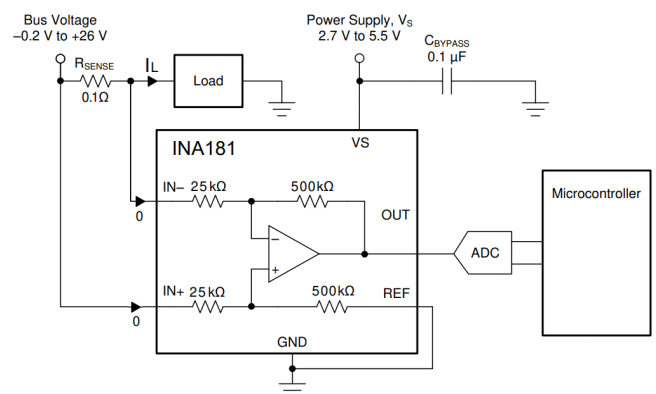 Bus Voltage
–0.2 V to +26 V
Power Supply, VS
2.7 V to 5.5 V
CBYPASS
0.1 µF
RSENSE
0.1Ω
IL
Load
VS
INA181
IN– 25kΩ
500kΩ
OUT
0
–
+
ADC
Microcontroller
IN+ 25kΩ
500kΩ
REF
0
GND